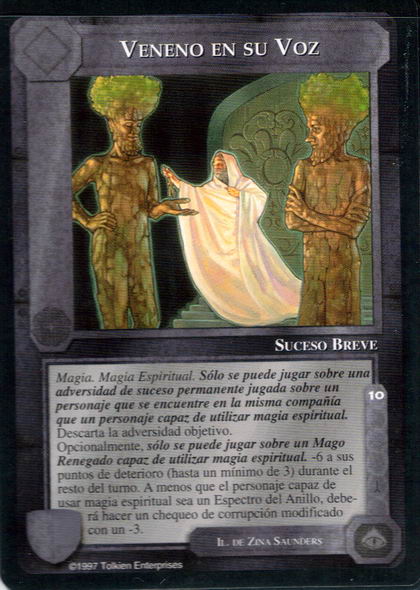 Veneno en su Voz
Suceso Breve
Magia. Magia Espiritual. Sólo se puede jugar sobre una
adversidad de suceso permanente jugada sobre un
personaje que se encuentre en la misma compañía
que un personaje capaz de utilizar magia espiritual.
Descarta la adversidad objetivo.
Opcionalmente, sólo se puede jugar sobre un Mago
Renegado capaz de utilizar magia espiritual. -6 a sus
puntos de deterioro (hasta un mínimo de 3) durante el
resto del turno. A menos que el personaje capaz de
usar magia espiritual sea un Espectro del Anillo, debe-
rá hacer un chequeo de corrupción modificado
con un -3.
10
Il. de Zina Saunders
©1997 Tolkien Enterprises